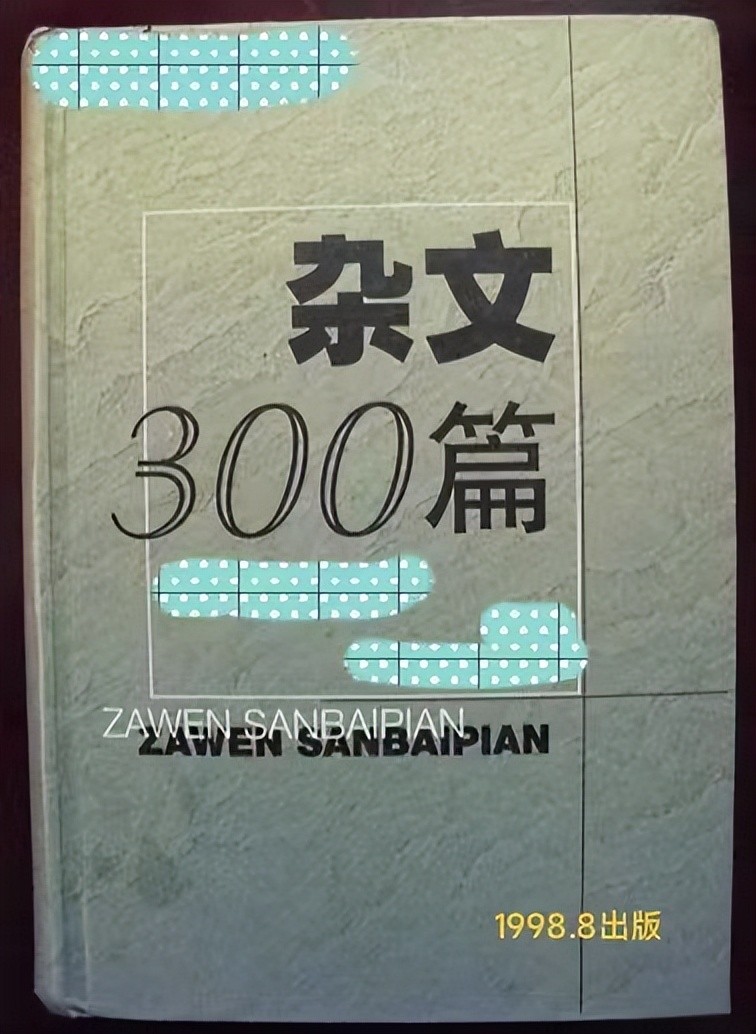 杂文
300篇
ZAWEN SANBAIPIAN
ZAWEN SANBAIPIAN
1998.8出版